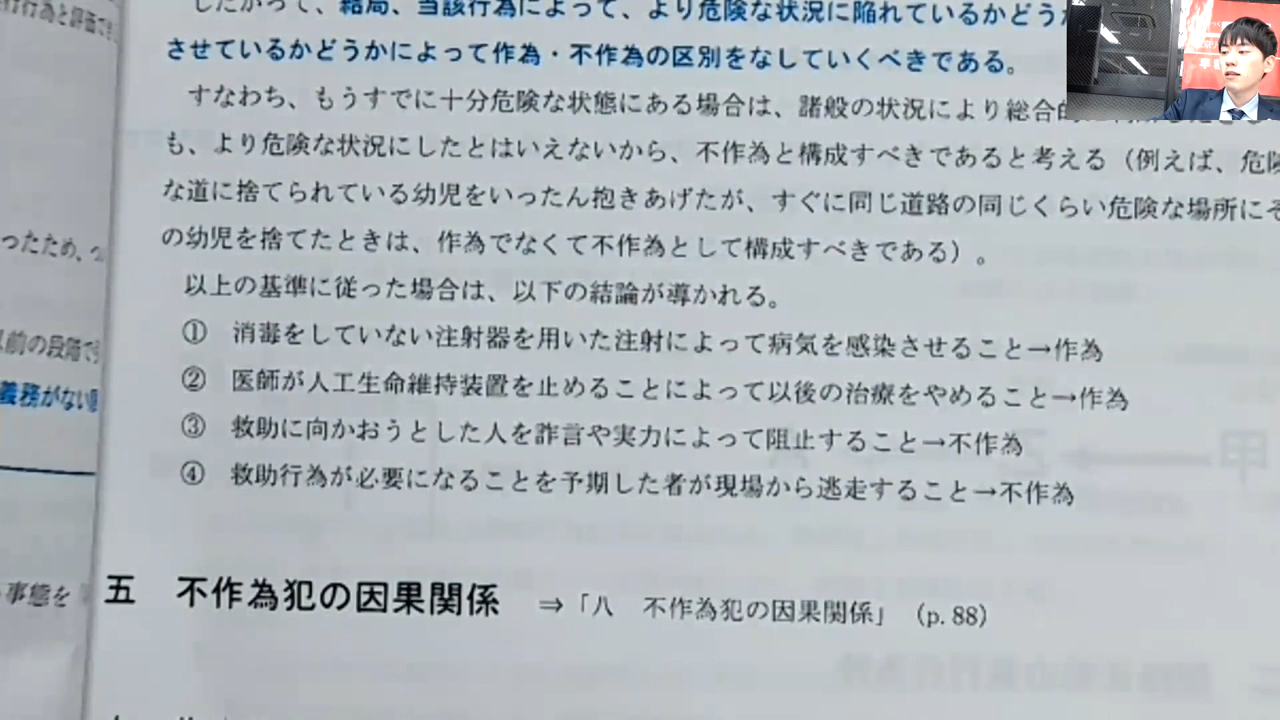 したがって、結局、当該行為によって、より危険な状況に陥れているかどう
させているかどうかによって作為・不作為の区別をなしていくべきである。
すなわち、もうすでに十分危険な状態にある場合は、諸般の状況により総合的
も、より危険な状況にしたとはいえないから、不作為と構成すべきであると考える（例えば、危険
な道に捨てられている幼児をいったん抱きあげたが、すぐに同じ道路の同じくらい危険な場所にそ
の幼児を捨てたときは、作為でなくて不作為として構成すべきである）。
以上の基準に従った場合は、以下の結論が導かれる。
① 消毒をしていない注射器を用いた注射によって病気を感染させること→作為
② 医師が人工生命維持装置を止めることによって以後の治療をやめること→作為
③ 救助に向かおうとした人を詐言や実力によって阻止すること→不作為
④ 救助行為が必要になることを予期した者が現場から逃走すること→不作為
五 不作為犯の因果関係 ⇒「八 不作為犯の因果関係」（p.88）
行為と評価でき
ったため、
前の段階で
義務がない
事態を